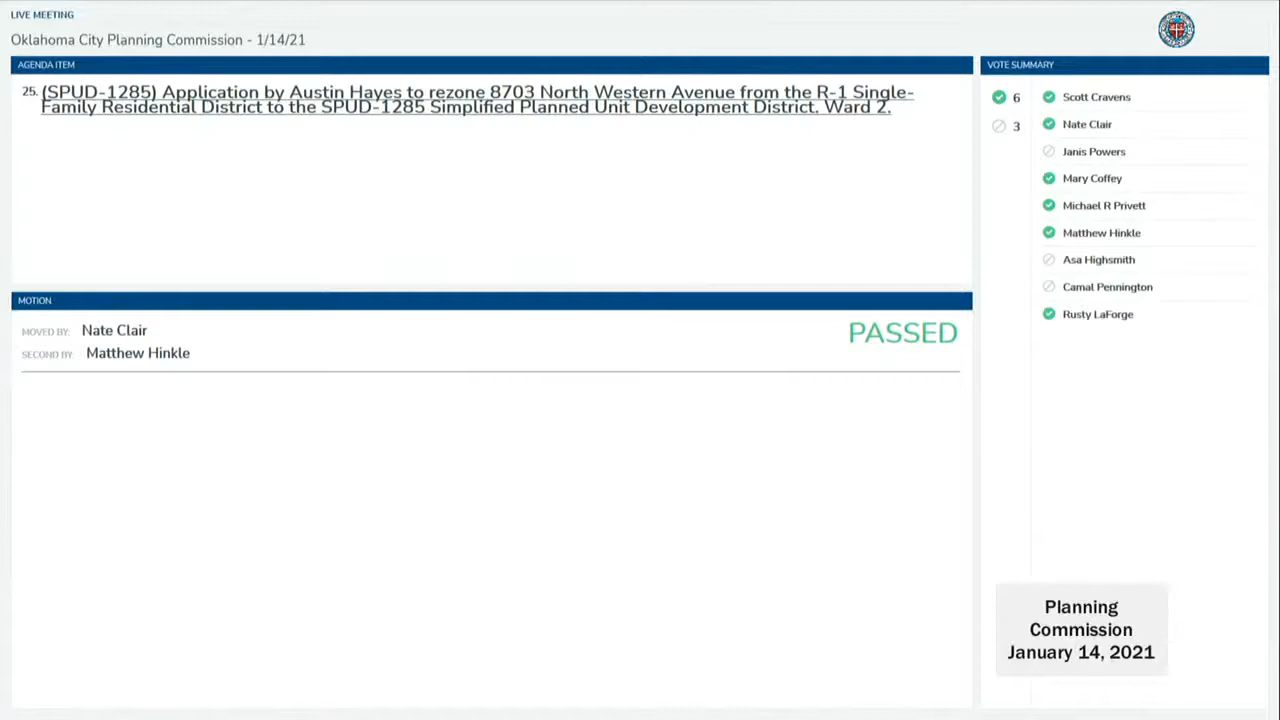 LIVE MEETING
Oklahoma City Planning Commission - 1/14/21
AGENDA ITEM
25. (SPUD-1285) Application by Austin Hayes to rezone 8703 North Western Avenue from the R-1 Single-
Family Residential District to the SPUD-1285 Simplified Planned Unit Development District. Ward 2.
MOTION
MOVED BY: Nate Clair
PASSED
SECOND BY: Matthew Hinkle
VOTE SUMMARY
6
3
Scott Cravens
Nate Clair
Janis Powers
Mary Coffey
Michael R Privett
Matthew Hinkle
Asa Highsmith
Camal Pennington
Rusty LaForge
Planning
Commission
January 14, 2021